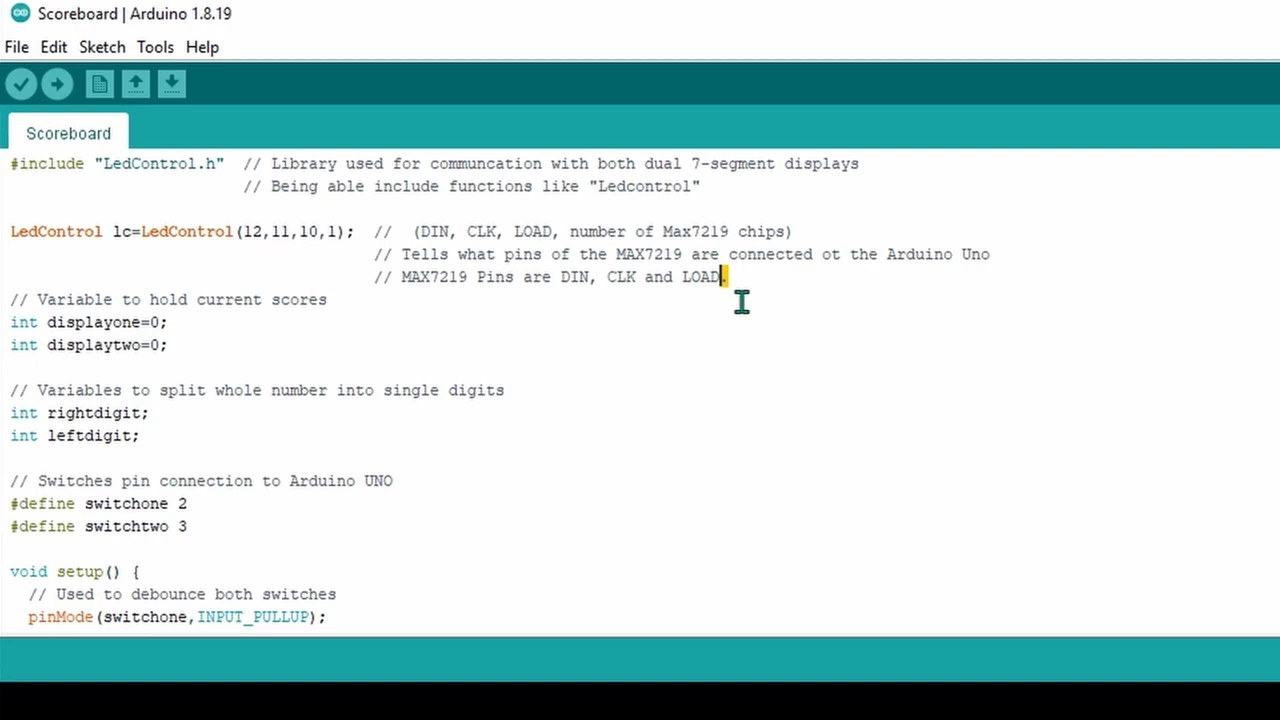 Scoreboard | Arduino 1.8.19
File Edit Sketch Tools Help
Scoreboard
#include "LedControl.h"  // Library used for communcation with both dual 7-segment displays
// Being able include functions like "Ledcontrol"
LedControl lc=LedControl(12,11,10,1);  //  (DIN, CLK, LOAD, number of Max7219 chips)
// Tells what pins of the MAX7219 are connected ot the Arduino Uno
// MAX7219 Pins are DIN, CLK and LOAD.
// Variable to hold current scores
int displayone=0;
int displaytwo=0;
// Variables to split whole number into single digits
int rightdigit;
int leftdigit;
// Switches pin connection to Arduino UNO
#define switchone 2
#define switchtwo 3
void setup() {
// Used to debounce both switches
pinMode(switchone,INPUT_PULLUP);